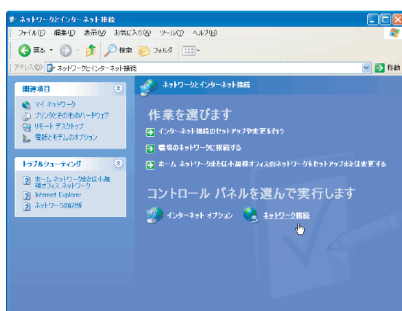 ネットワークとインターネット接続
ファイル(F) 編集(E) 表示(V) お気に入り(A) ツール(T) ヘルプ(H)
戻る 検索 フォルダ
アドレス(D) ネットワークとインターネット接続 移動
関連項目
マイ ネットワーク
プリンタとその他のハードウェア
リモート デスクトップ
電話とモデムのオプション
トラブルシューティング
ホーム ネットワークまたは小規模オフィス ネットワーク
Internet Explorer
ネットワークの診断
ネットワークとインターネット接続
作業を選びます
インターネット接続のセットアップや変更を行う
職場のネットワークに接続する
ホーム ネットワークまたは小規模オフィスのネットワークをセットアップまたは変更する
コントロール パネルを選んで実行します
インターネット オプション ネットワーク接続